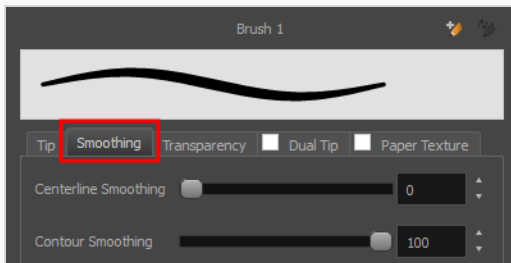 Brush 1
Tip Smoothing Transparency Dual Tip Paper Texture
Centerline Smoothing 0
Contour Smoothing 100